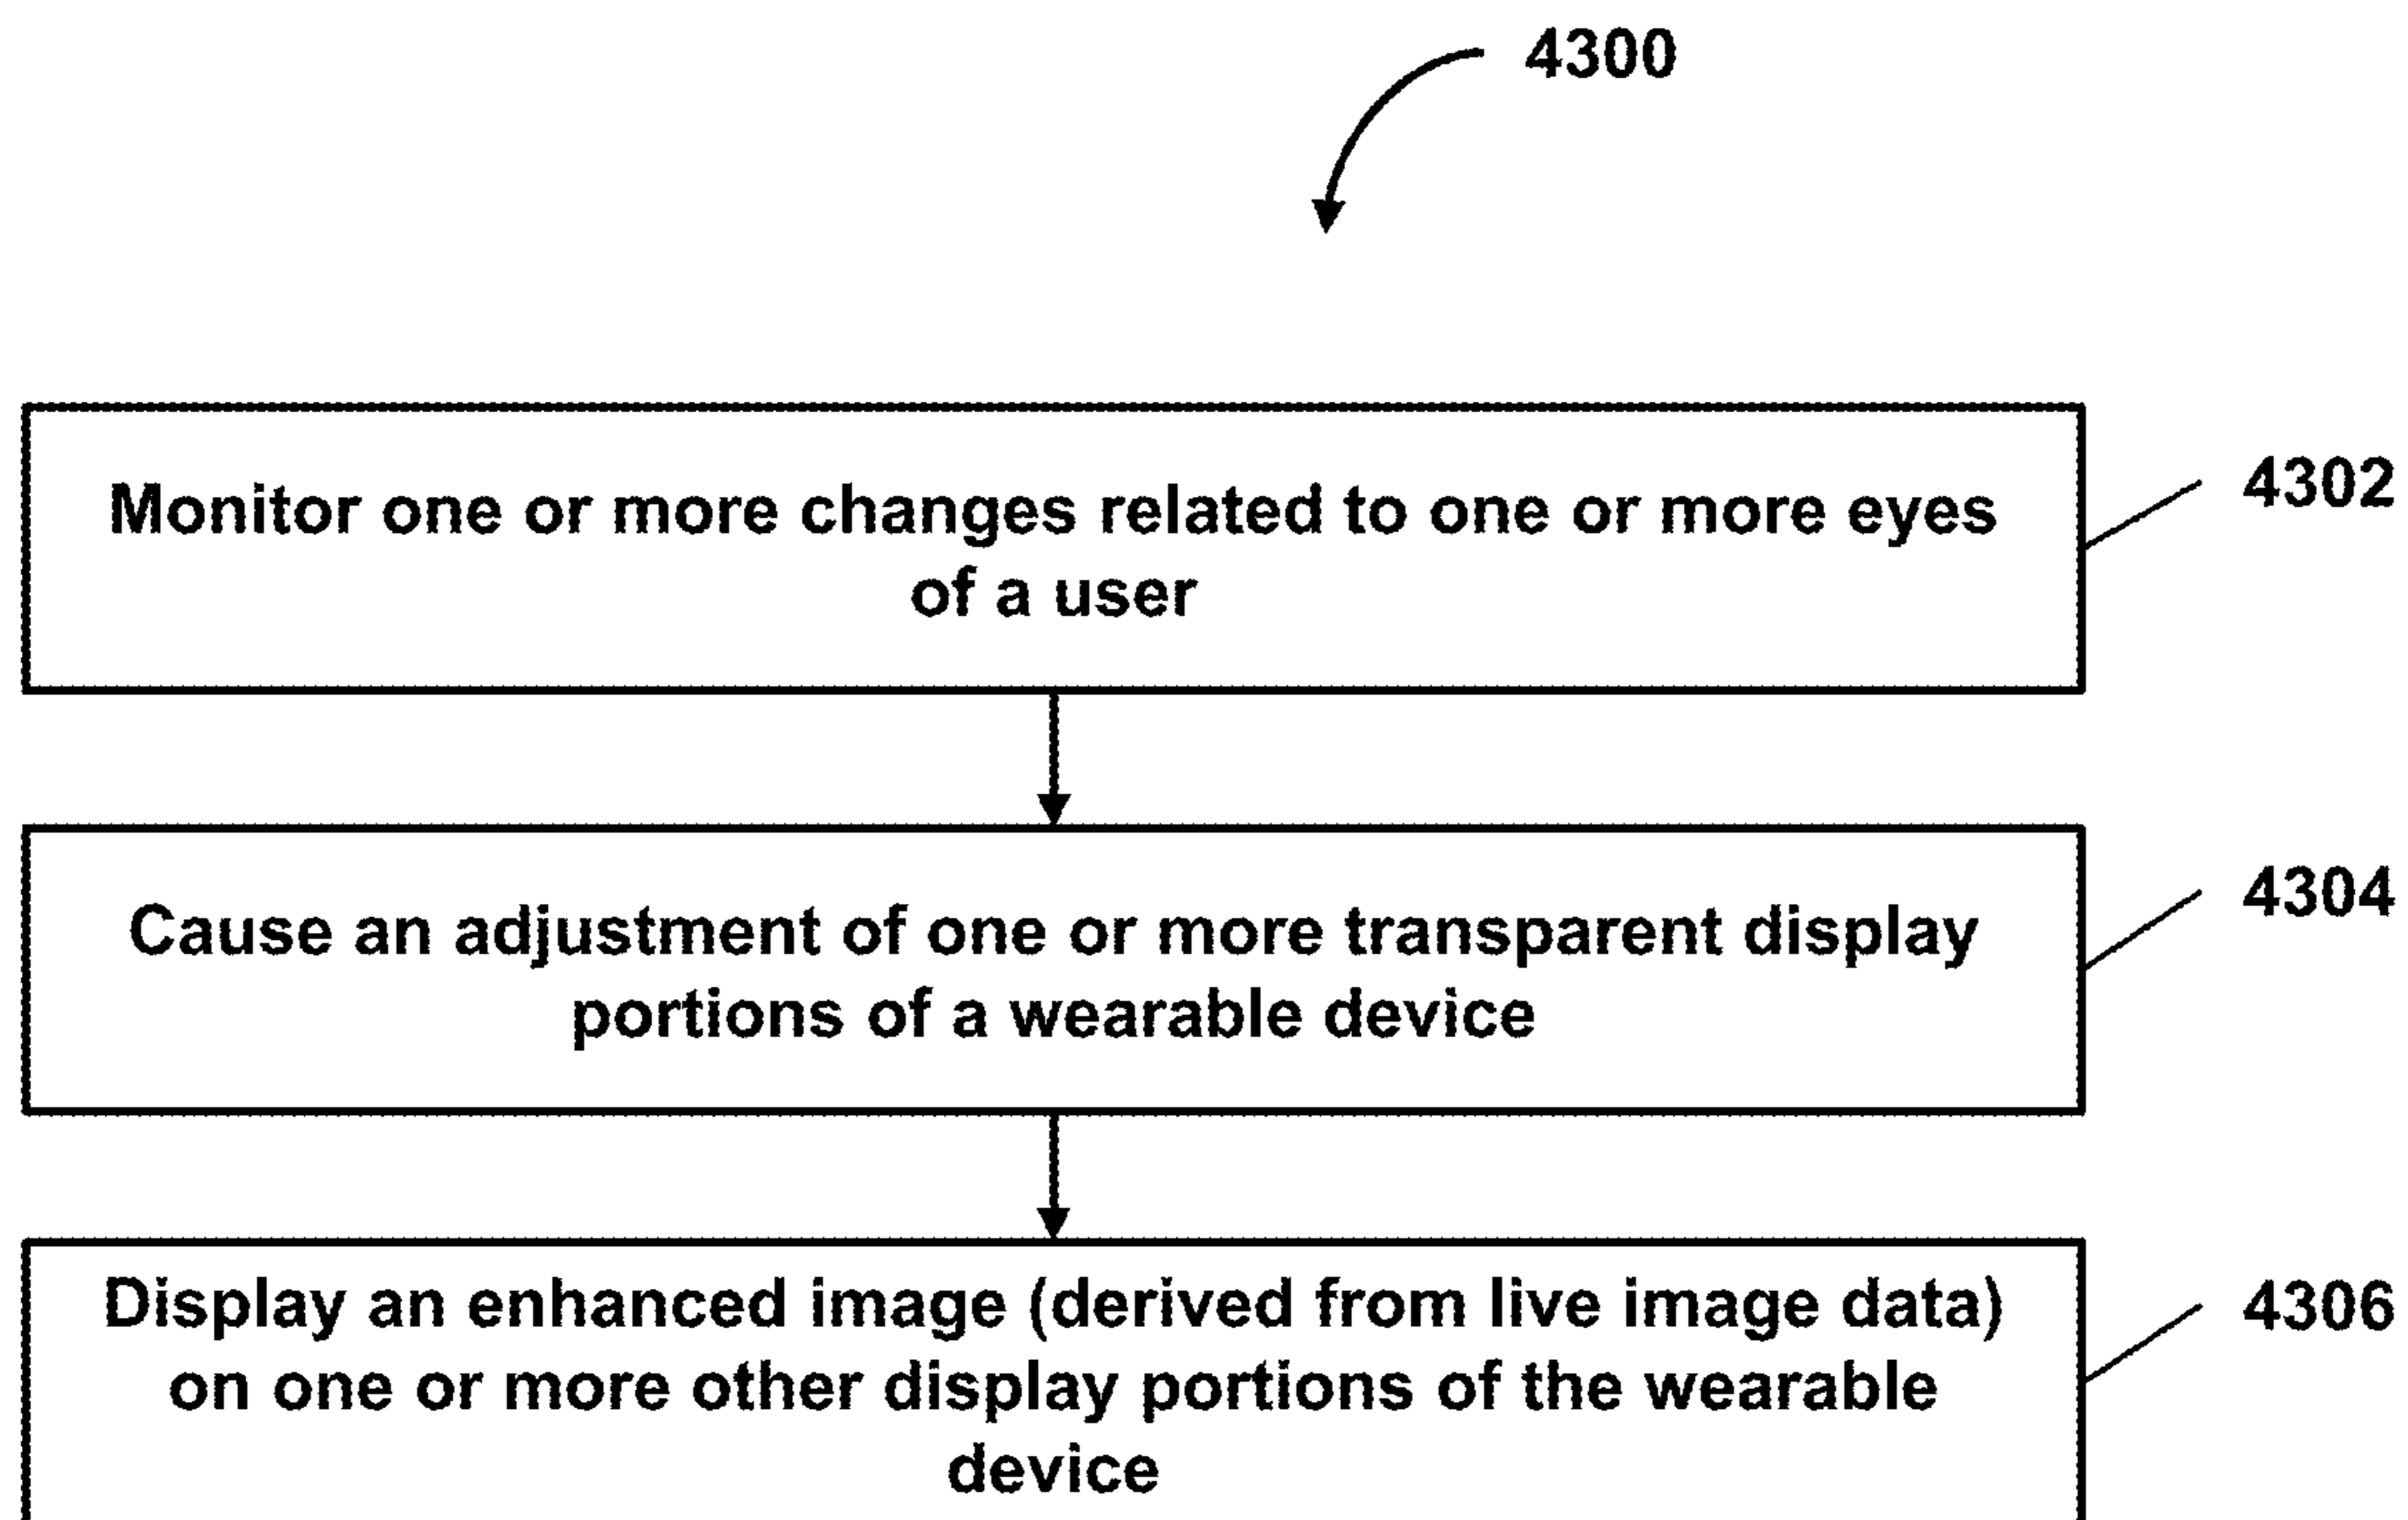 4300
Monitor one or more changes related to one or more eyes
of a user
4302
Cause an adjustment of one or more transparent display
portions of a wearable device
4304
Display an enhanced image (derived from live image data)
on one or more other display portions of the wearable
device
4306